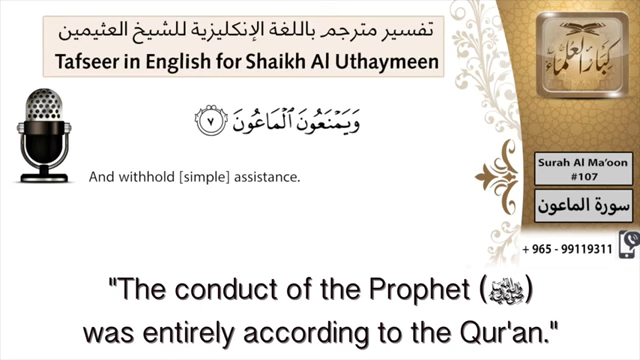 تفسير مترجم باللغة الإنكليزية للشيخ العثيمين
Tafseer in English for Shaikh Al Uthaymeen
كبار العلماء
وَيَمْنَعُونَ ٱلْمَاعُونَ ٧
And withhold [simple] assistance.
Surah Al Ma'oon
#107
سورة الماعون
+ 965 - 99119311
"The conduct of the Prophet (ﷺ)
was entirely according to the Qur'an."